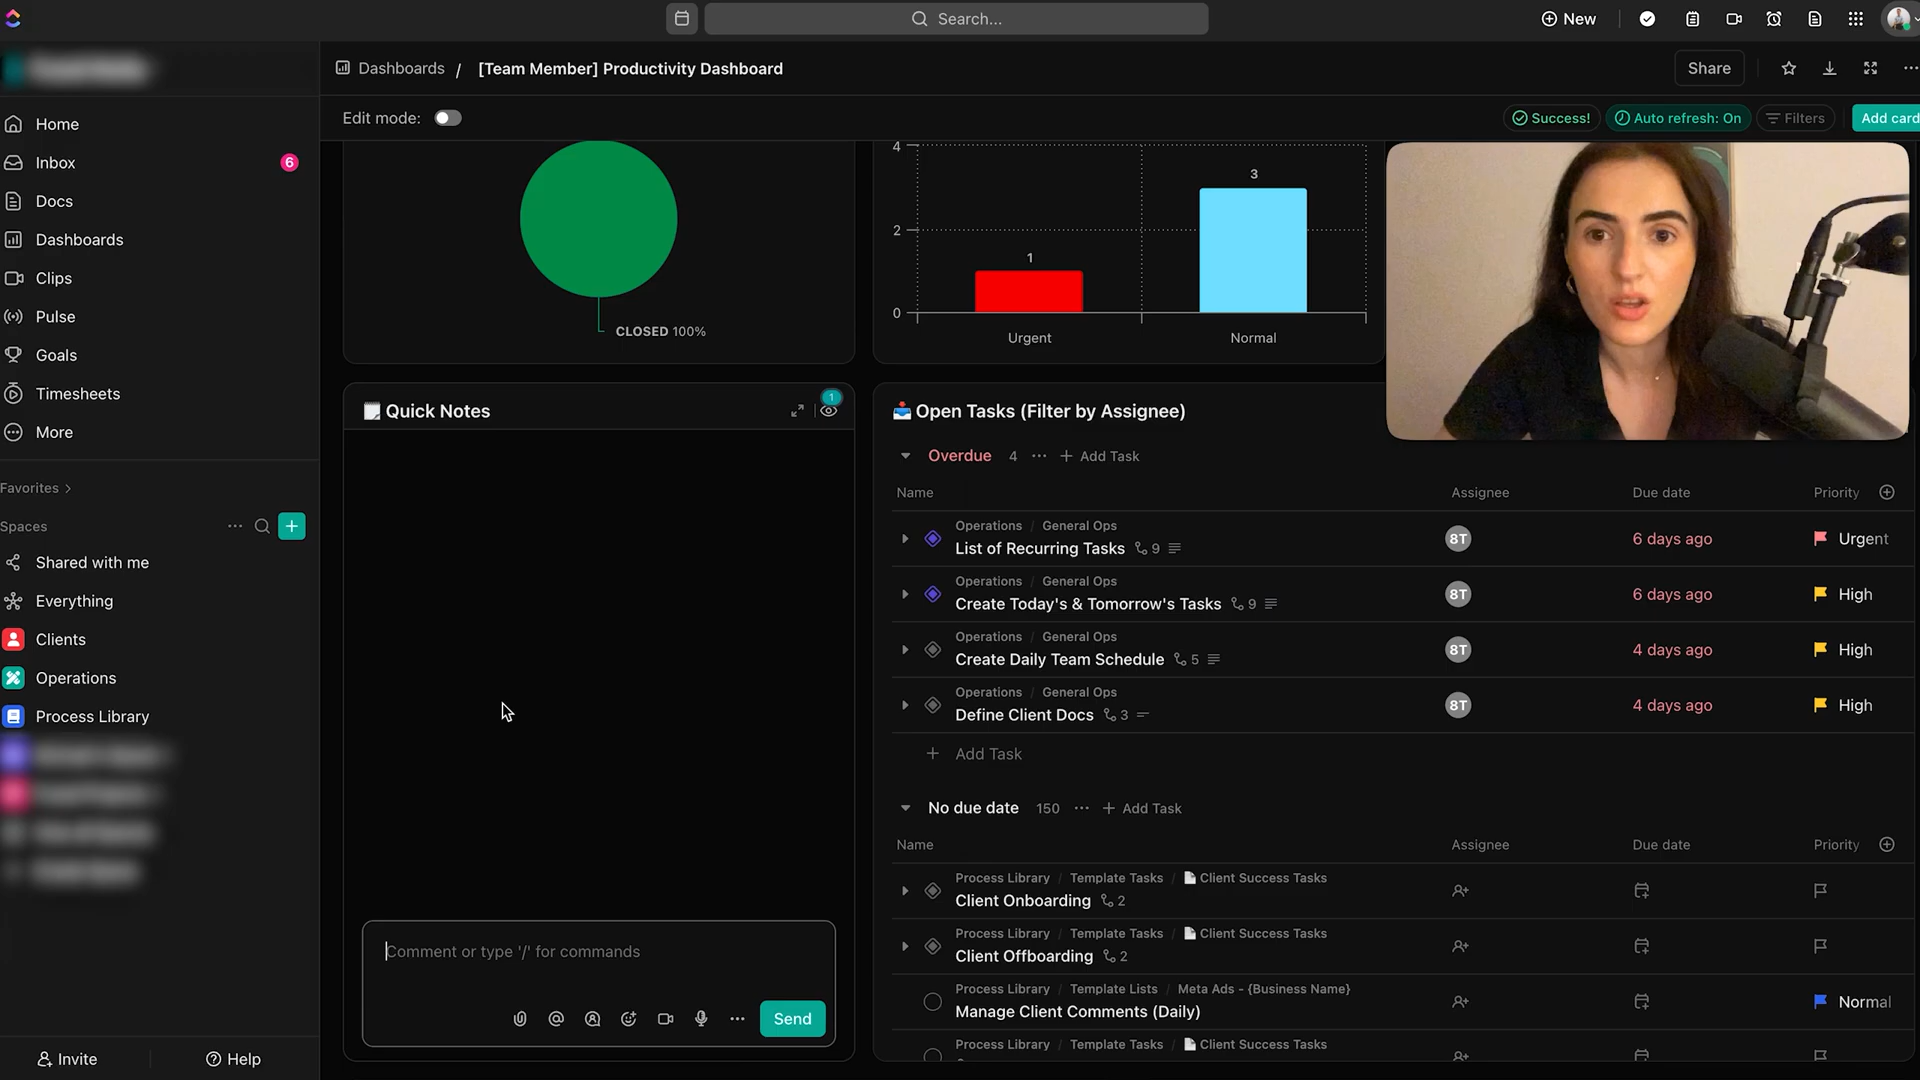 Search...
New
Dashboards / [Team Member] Productivity Dashboard
Share
Edit mode:
Success!
Auto refresh: On
Filters
Add card
Home
Inbox 6
Docs
Dashboards
Clips
Pulse
Goals
Timesheets
More
Favorites
Spaces
Shared with me
Everything
Clients
Operations
Process Library
Invite
Help
CLOSED 100%
4
2
0
1
3
Urgent
Normal
Quick Notes
1
Comment or type '/' for commands
Send
Open Tasks (Filter by Assignee)
Overdue 4 ... + Add Task
Name Assignee Due date Priority
Operations / General Ops
List of Recurring Tasks 9 8T 6 days ago Urgent
Operations / General Ops
Create Today's & Tomorrow's Tasks 9 8T 6 days ago High
Operations / General Ops
Create Daily Team Schedule 5 8T 4 days ago High
Operations / General Ops
Define Client Docs 3 8T 4 days ago High
+ Add Task
No due date 150 ... + Add Task
Name Assignee Due date Priority
Process Library / Template Tasks / Client Success Tasks
Client Onboarding 2
Process Library / Template Tasks / Client Success Tasks
Client Offboarding 2
Process Library / Template Lists / Meta Ads - {Business Name}
Manage Client Comments (Daily) Normal
Process Library / Template Tasks / Client Success Tasks